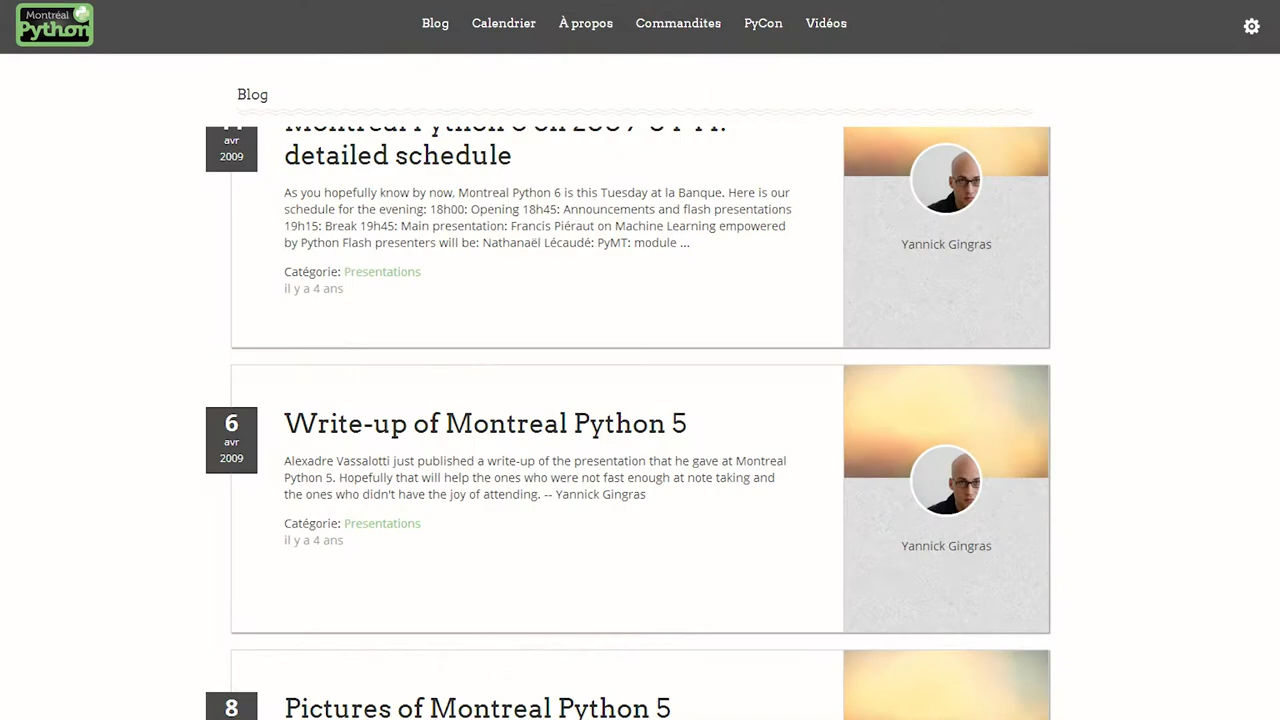 Montréal
Python
Blog Calendrier À propos Commandites PyCon Vidéos
Blog
avr
2009
detailed schedule
As you hopefully know by now, Montreal Python 6 is this Tuesday at la Banque. Here is our
schedule for the evening: 18h00: Opening 18h45: Announcements and flash presentations
19h15: Break 19h45: Main presentation: Francis Piéraut on Machine Learning empowered
by Python Flash presenters will be: Nathanaël Lécaudé: PyMT: module ...
Catégorie: Presentations
il y a 4 ans
Yannick Gingras
6
avr
2009
Write-up of Montreal Python 5
Alexadre Vassalotti just published a write-up of the presentation that he gave at Montreal
Python 5. Hopefully that will help the ones who were not fast enough at note taking and
the ones who didn't have the joy of attending. -- Yannick Gingras
Catégorie: Presentations
il y a 4 ans
Yannick Gingras
8
Pictures of Montreal Python 5